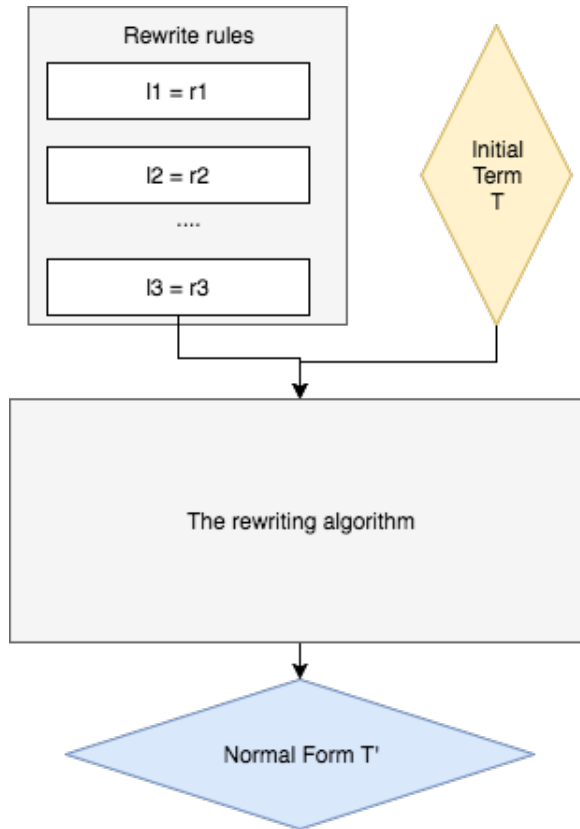 Rewrite rules
l1 = r1
l2 = r2
....
l3 = r3
Initial
Term
T
The rewriting algorithm
Normal Form T'